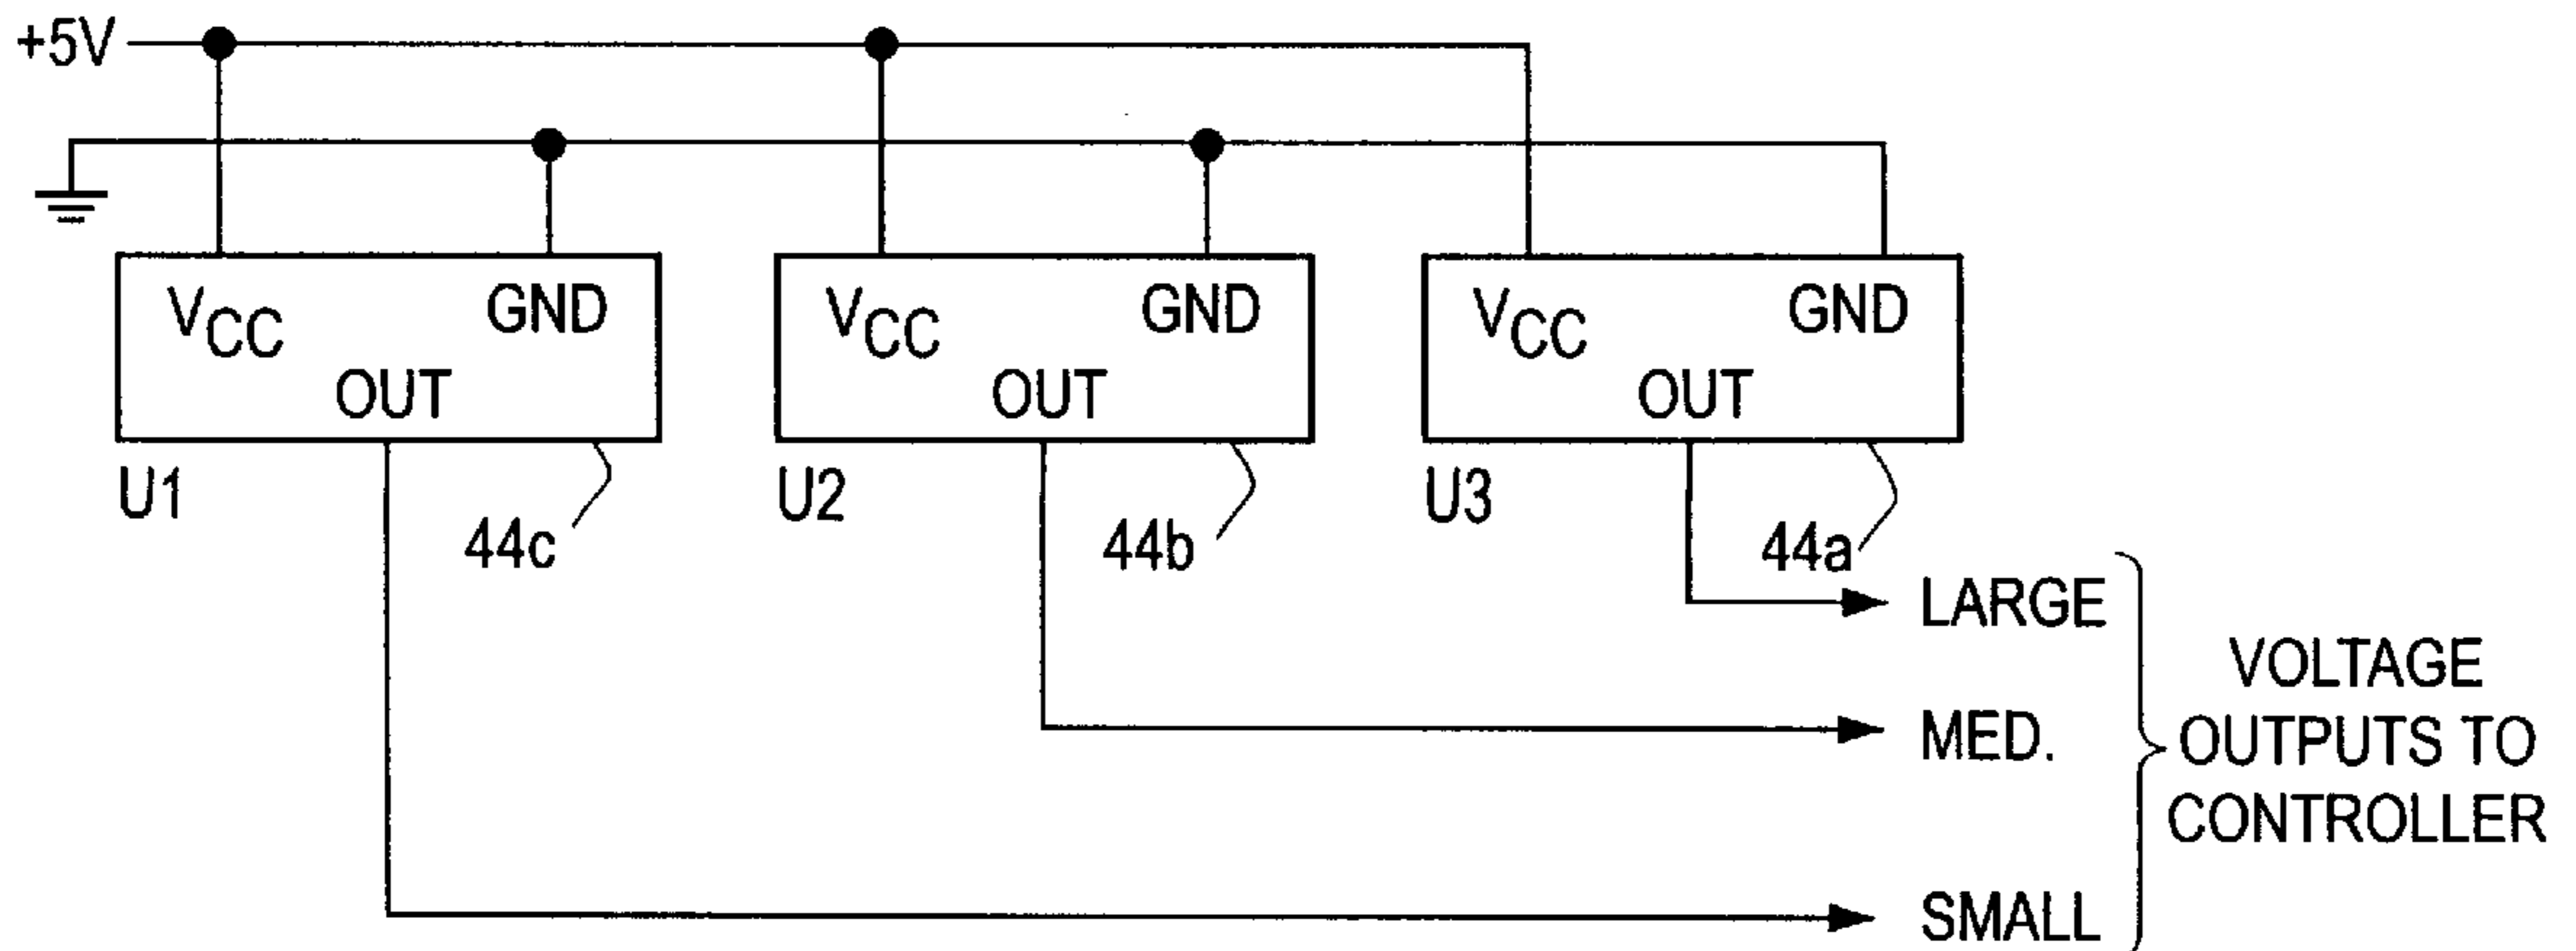 +5V
VCC GND
OUT
VCC GND
OUT
VCC GND
OUT
U1
44c
U2
44b
U3
44a
LARGE
MED.
SMALL
VOLTAGE
OUTPUTS TO
CONTROLLER